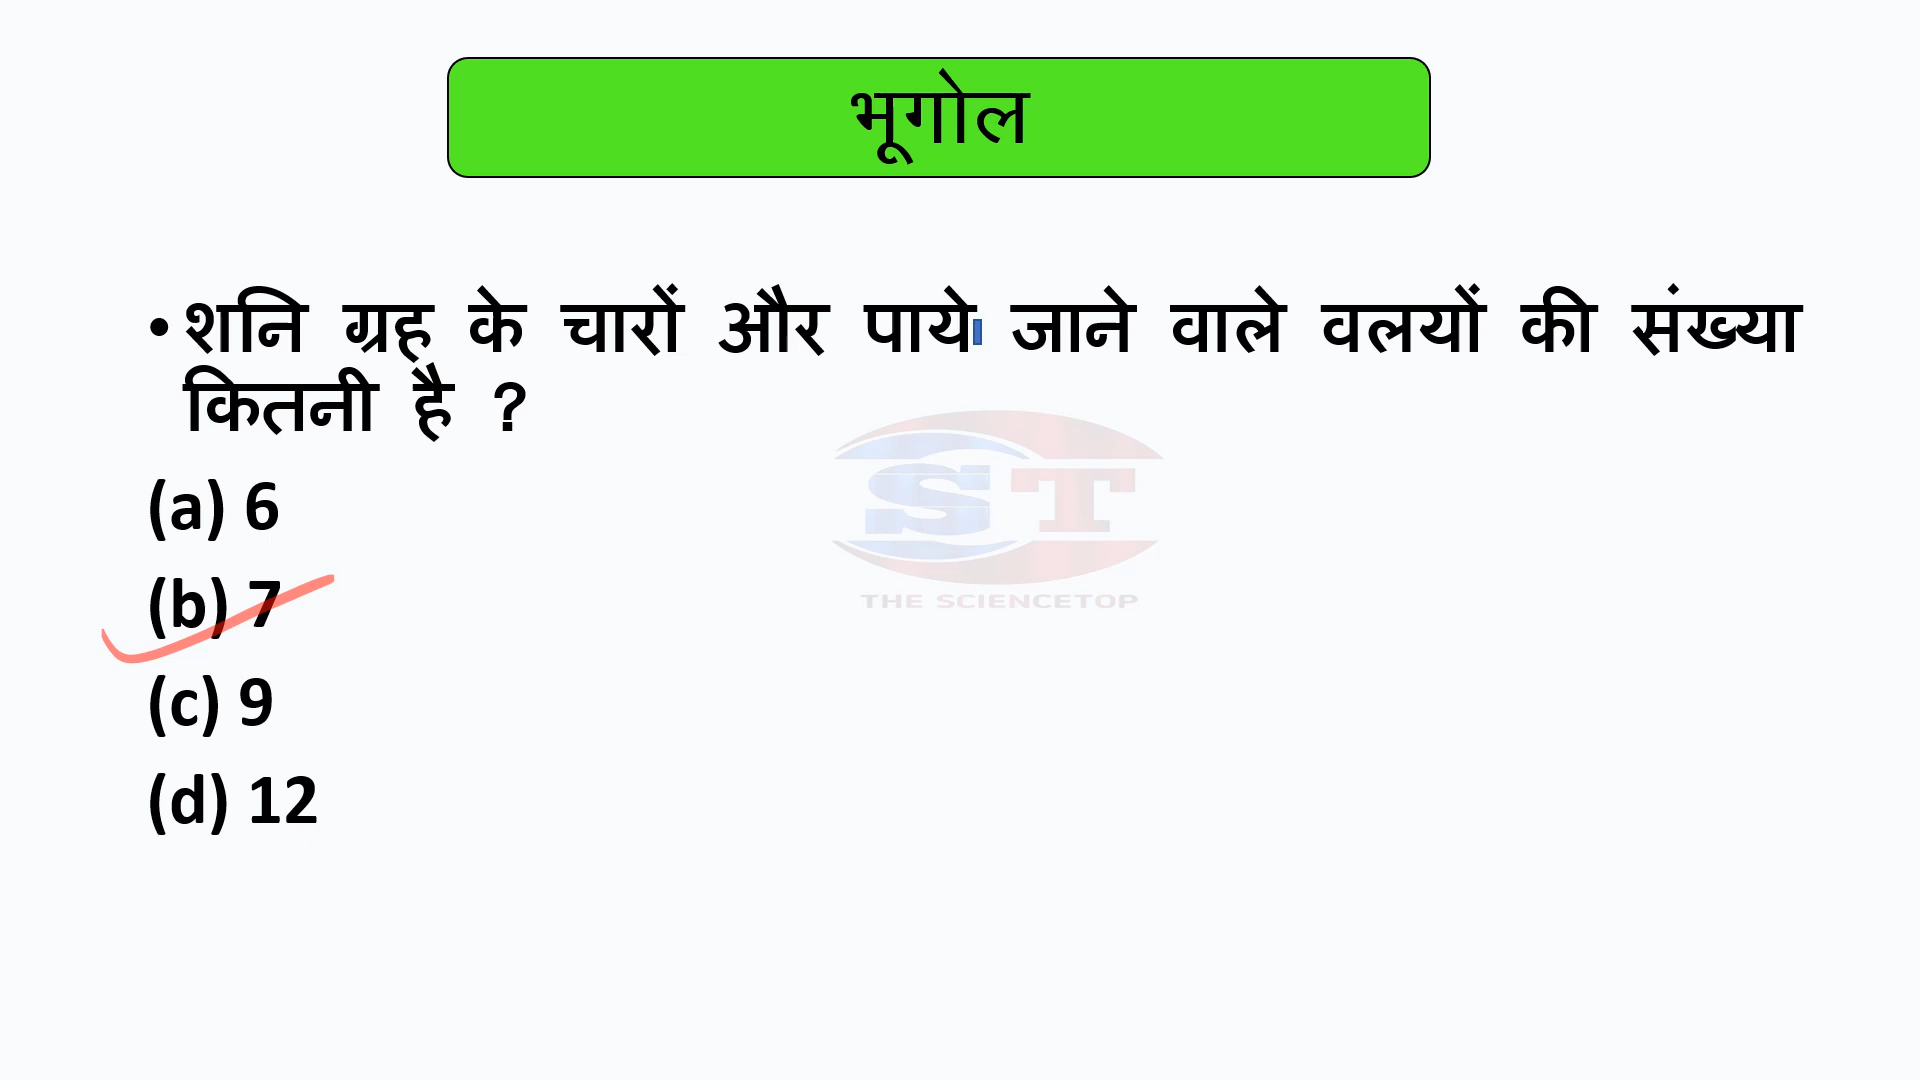 भूगोल
• शनि ग्रह के चारों और पाये जाने वाले वलयों की संख्या
कितनी है ?
(a) 6
(b) 7
(c) 9
(d) 12
ST
THE SCIENCETOP